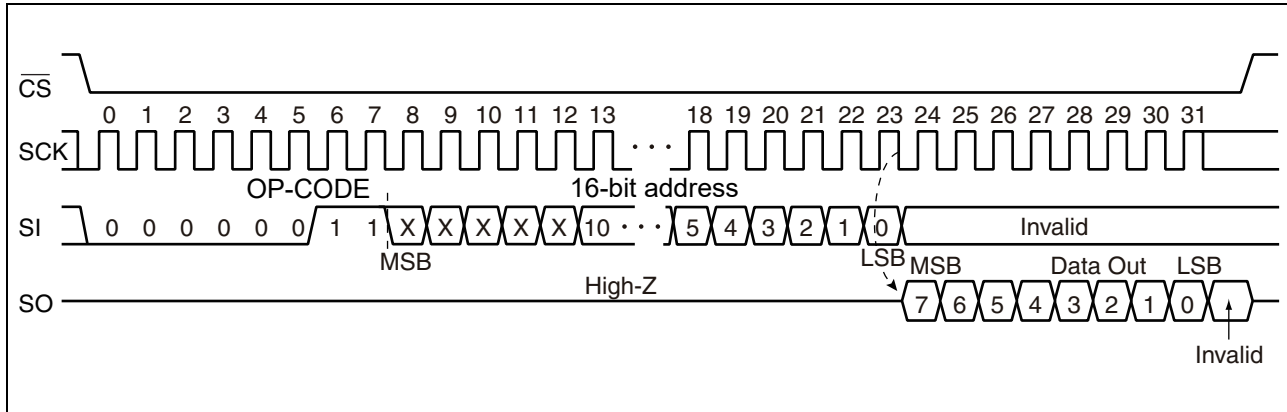 CS
0 1 2 3 4 5 6 7 8 9 10 11 12 13 18 19 20 21 22 23 24 25 26 27 28 29 30 31
SCK
· · ·
OP-CODE 16-bit address
SI 0 0 0 0 0 0 1 1 X X X X X 10 · · · 5 4 3 2 1 0 Invalid
MSB LSB MSB Data Out LSB
High-Z
SO 7 6 5 4 3 2 1 0
Invalid